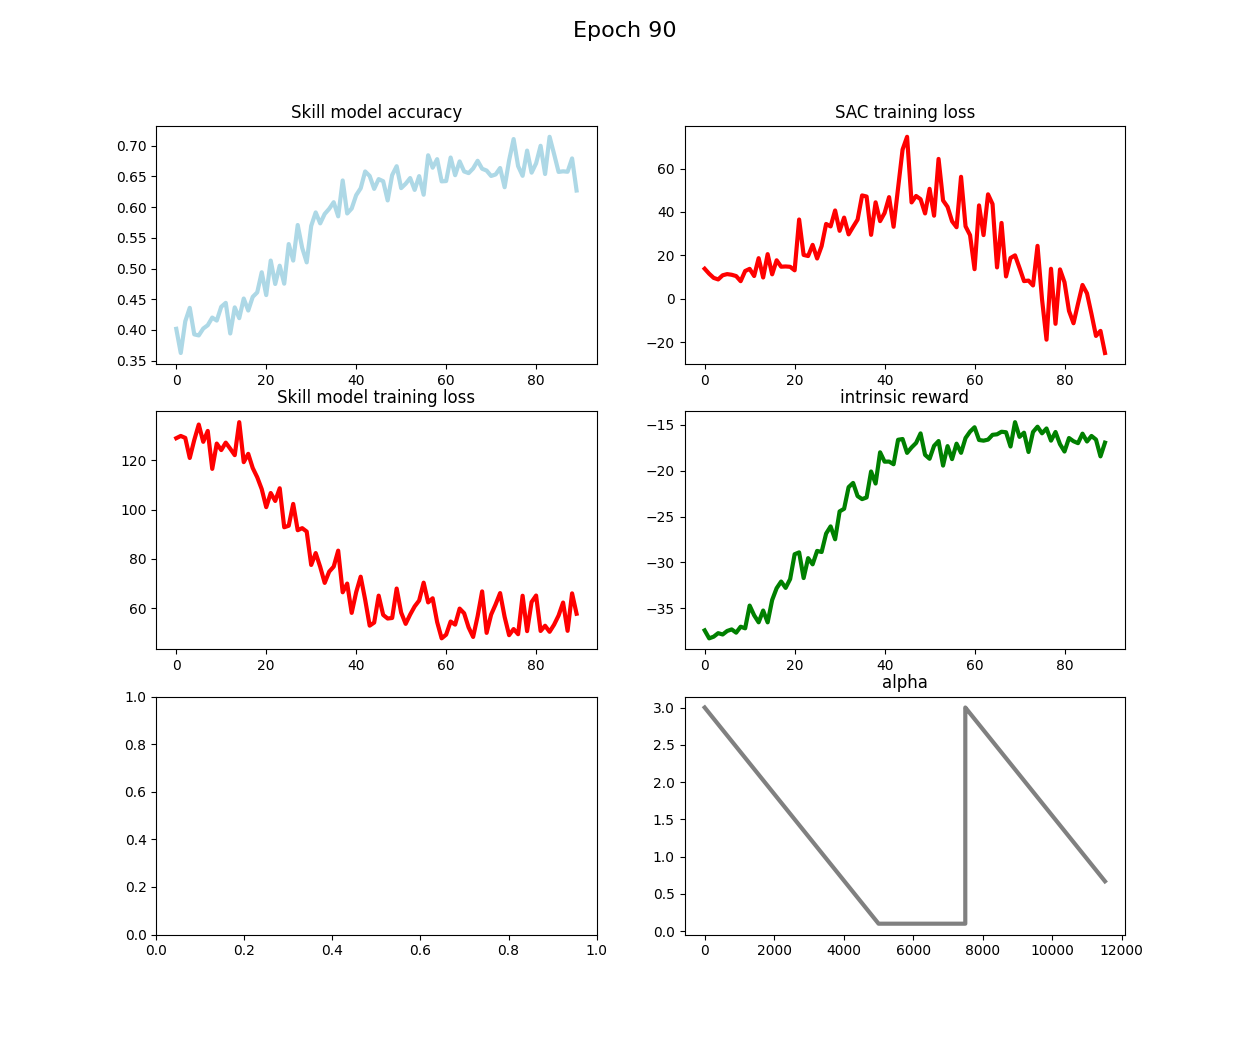 Epoch 90
Skill model accuracy
0.70
0.65
0.60
0.55
0.50
0.45
0.40
0.35
0 20 40 60 80
SAC training loss
60
40
20
0
−20
0 20 40 60 80
Skill model training loss
120
100
80
60
0 20 40 60 80
intrinsic reward
−15
−20
−25
−30
−35
0 20 40 60 80
1.0
0.8
0.6
0.4
0.2
0.0
0.0 0.2 0.4 0.6 0.8 1.0
alpha
3.0
2.5
2.0
1.5
1.0
0.5
0.0
0 2000 4000 6000 8000 10000 12000